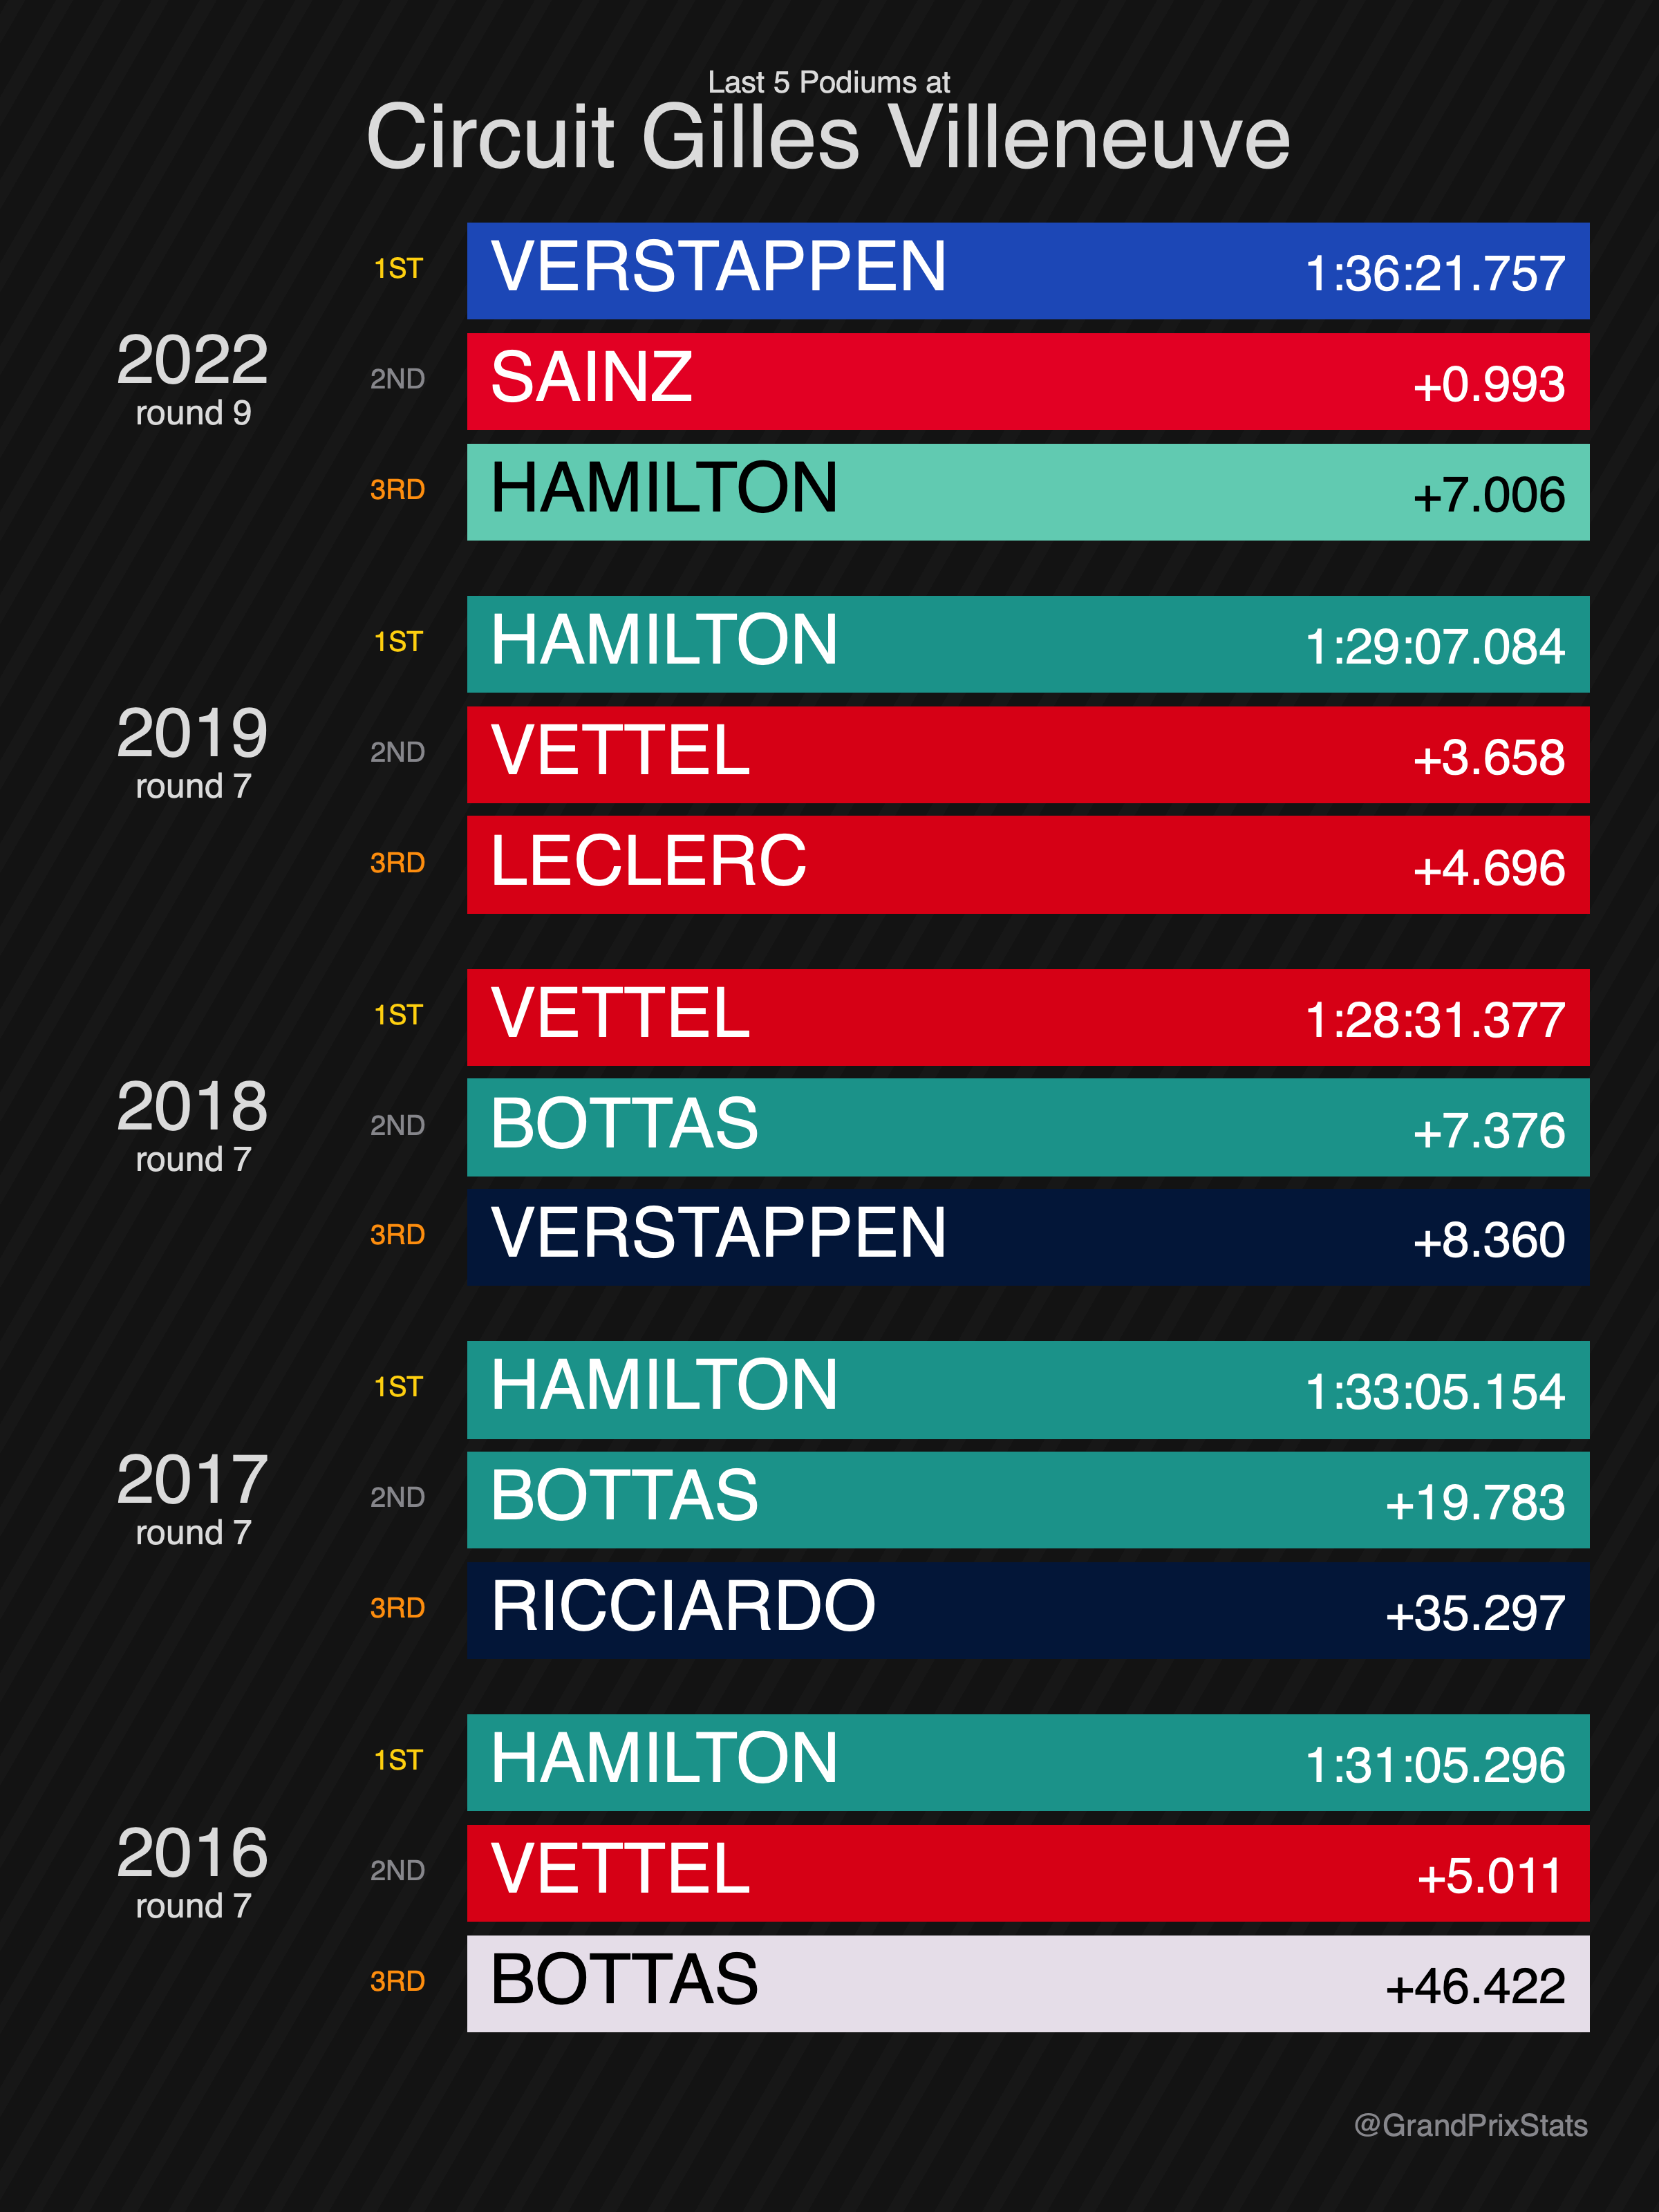 Last 5 Podiums at
Circuit Gilles Villeneuve
2022
round 9
1ST VERSTAPPEN 1:36:21.757
2ND SAINZ +0.993
3RD HAMILTON +7.006
2019
round 7
1ST HAMILTON 1:29:07.084
2ND VETTEL +3.658
3RD LECLERC +4.696
2018
round 7
1ST VETTEL 1:28:31.377
2ND BOTTAS +7.376
3RD VERSTAPPEN +8.360
2017
round 7
1ST HAMILTON 1:33:05.154
2ND BOTTAS +19.783
3RD RICCIARDO +35.297
2016
round 7
1ST HAMILTON 1:31:05.296
2ND VETTEL +5.011
3RD BOTTAS +46.422
@GrandPrixStats